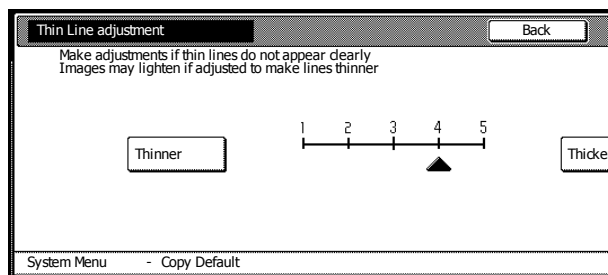 Thin Line adjustment
Back
Make adjustments if thin lines do not appear clearly
Images may lighten if adjusted to make lines thinner
1 2 3 4 5
Thinner
Thicke
System Menu - Copy Default